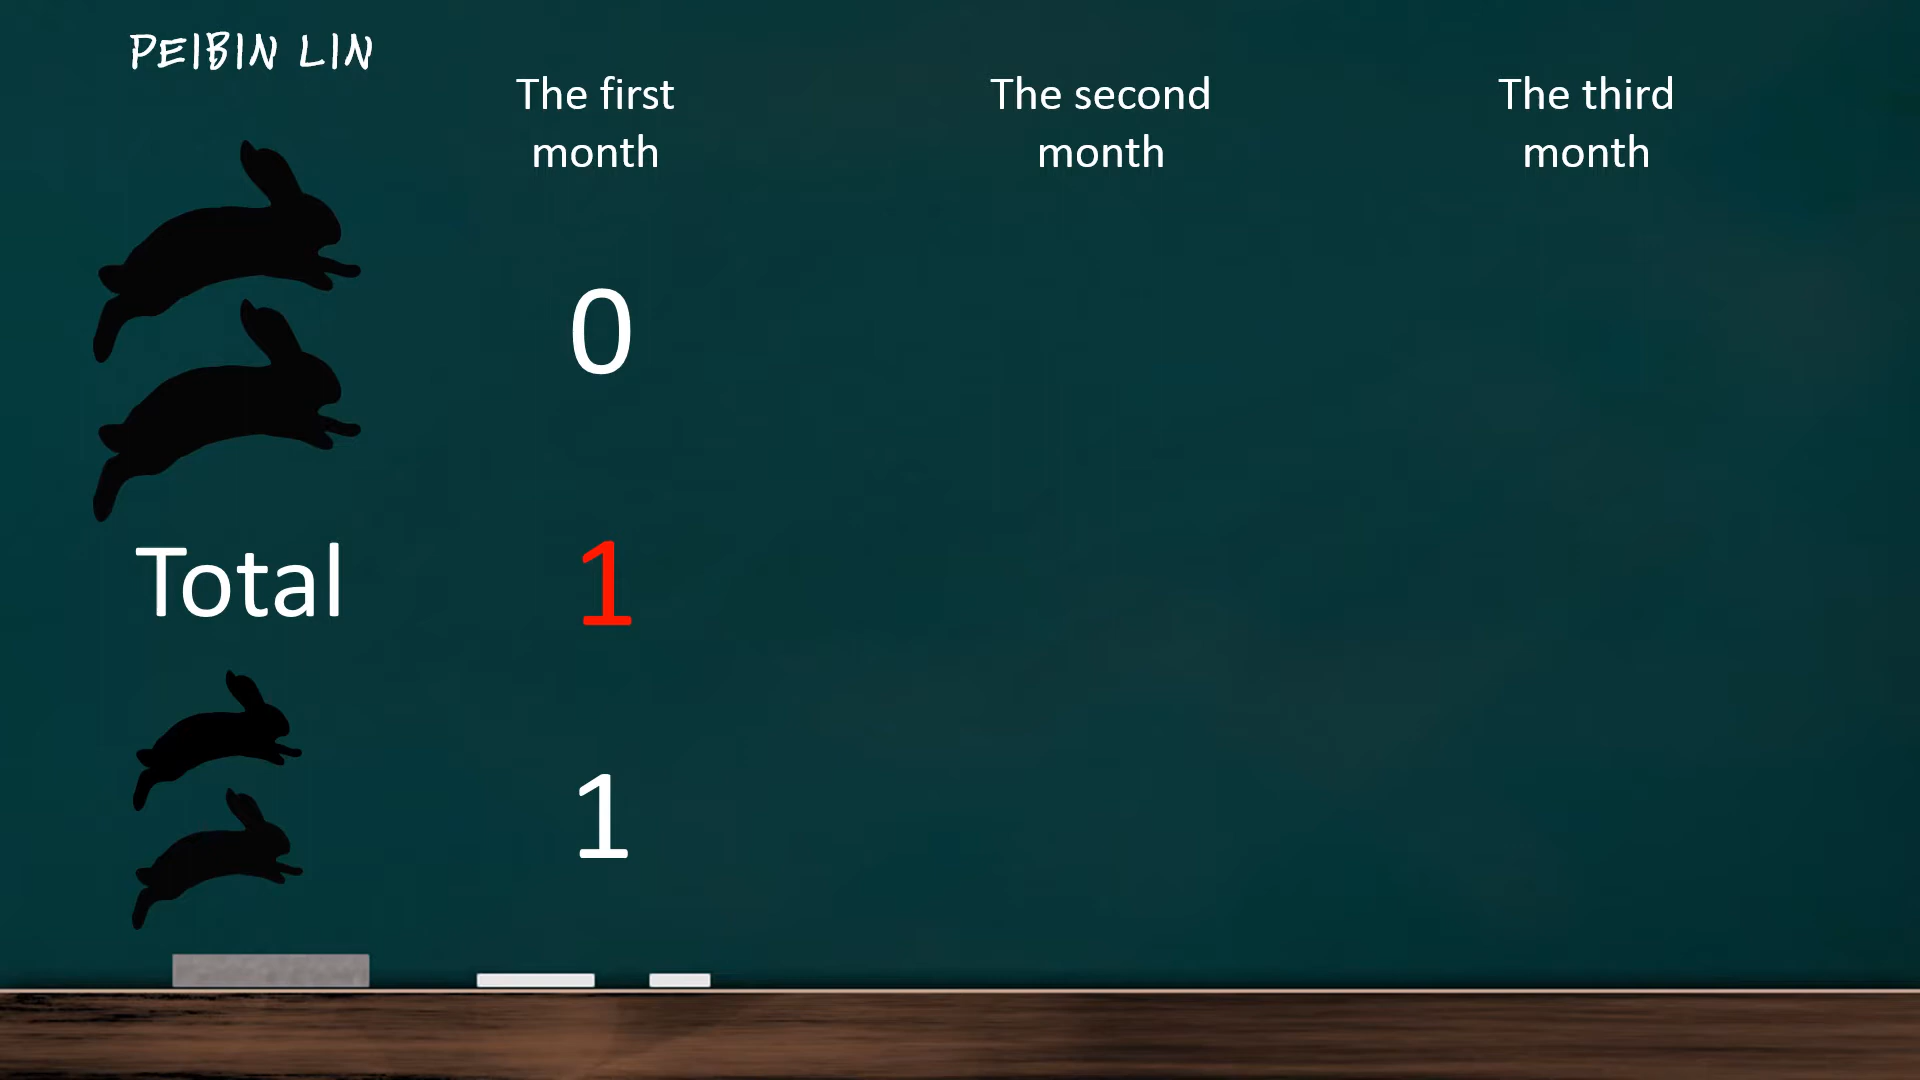 PEIBIN LIN
The first
month
The second
month
The third
month
0
Total 1
1